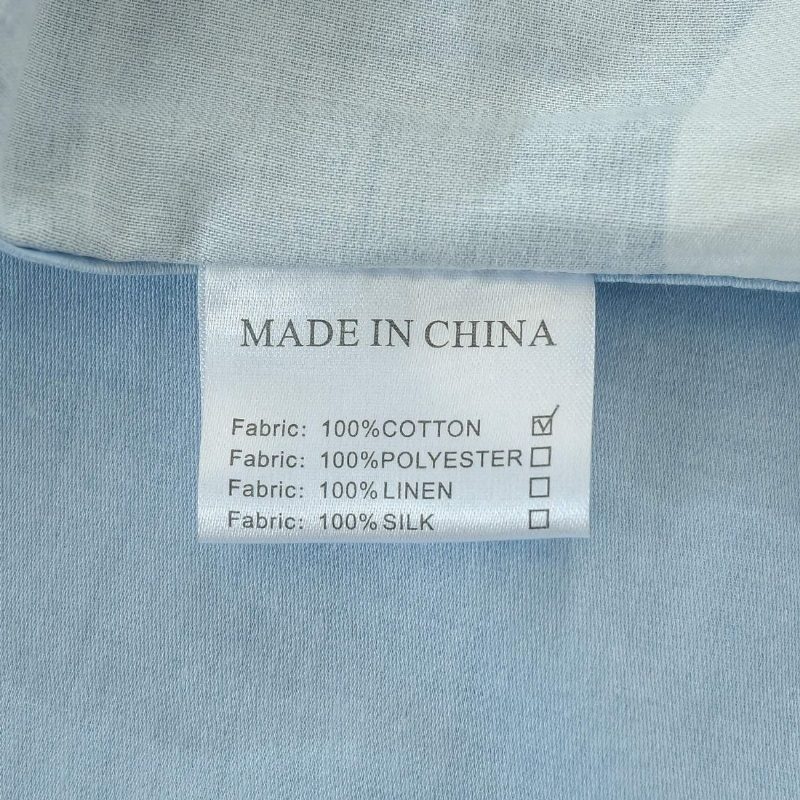 MADE IN CHINA
Fabric: 100%COTTON ☑
Fabric: 100%POLYESTER ☐
Fabric: 100%LINEN ☐
Fabric: 100%SILK ☐